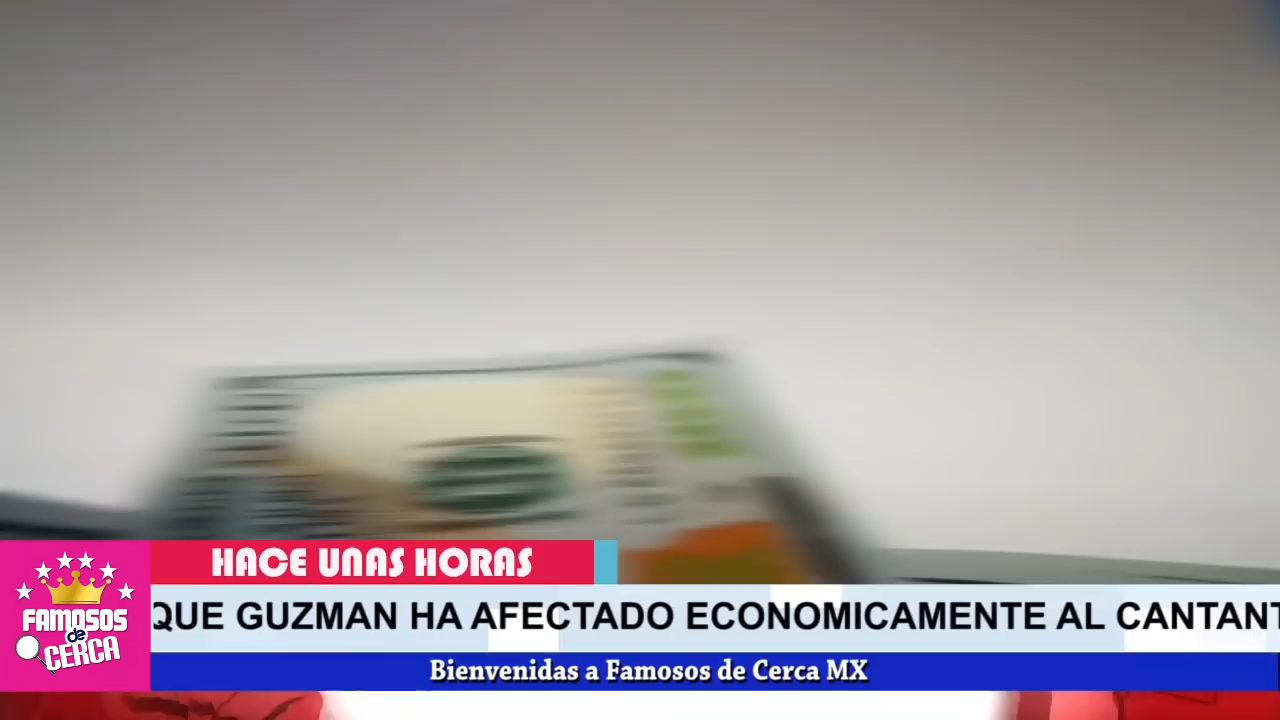 HACE UNAS HORAS
QUE GUZMAN HA AFECTADO ECONOMICAMENTE AL CANTANT
FAMOSOS
de
CERCA
Bienvenidas a Famosos de Cerca MX